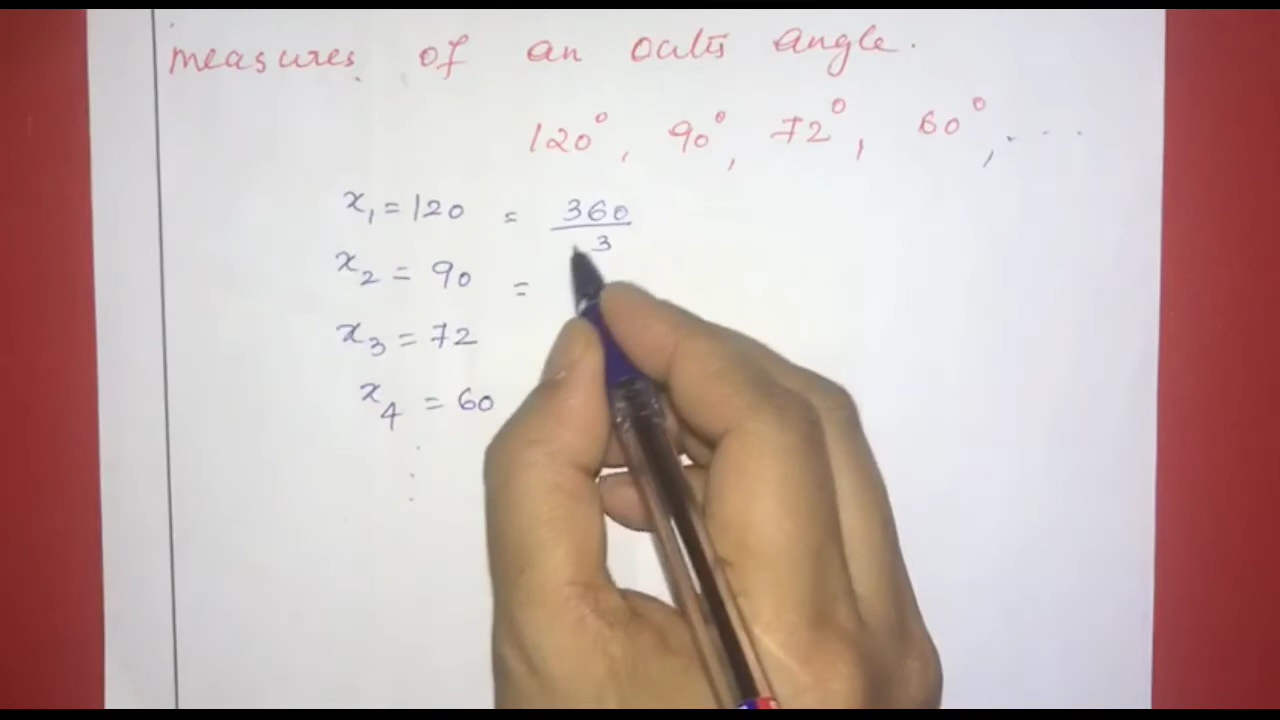 measures of an outer angle.
120°, 90°, 72°, 60°, ....
x₁ = 120 = 360/3
x₂ = 90 =
x₃ = 72
x₄ = 60
⋮